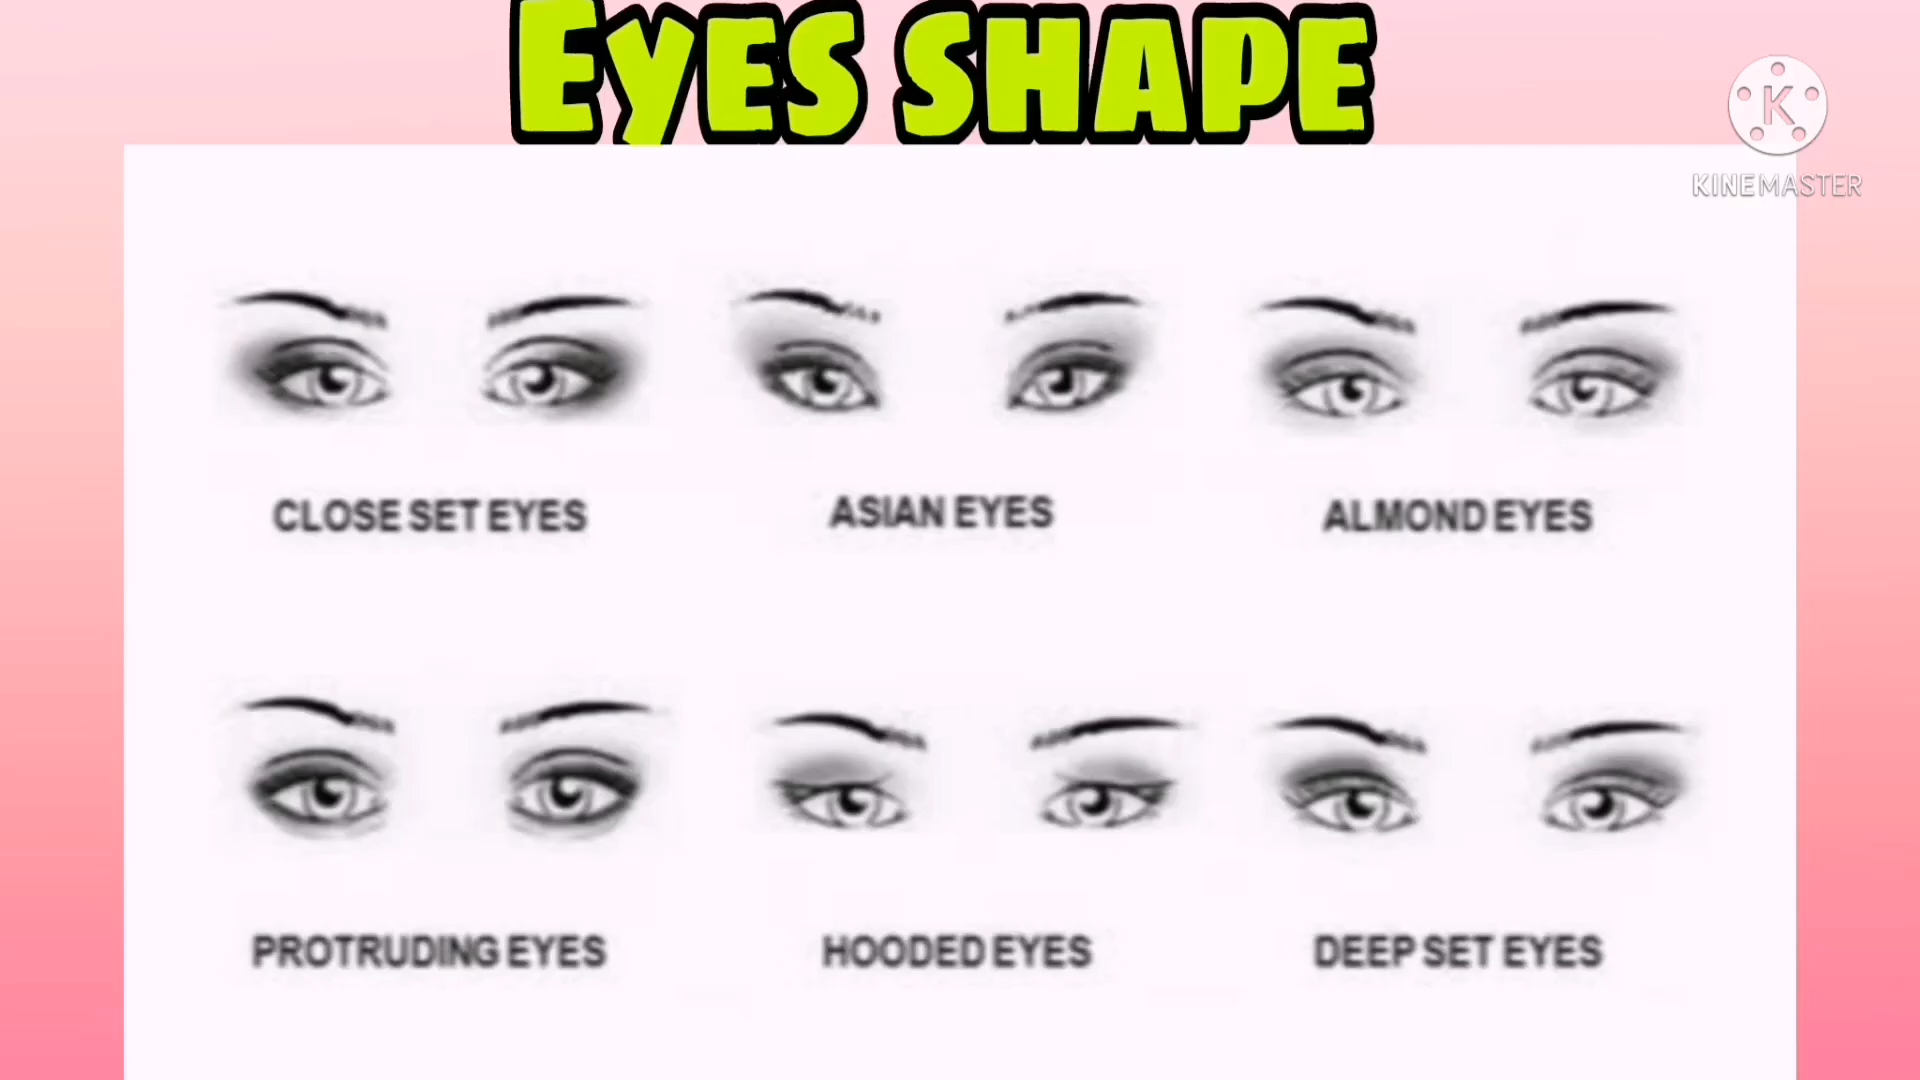 EYES SHAPE
K
KINEMASTER
CLOSE SET EYES
ASIAN EYES
ALMOND EYES
PROTRUDING EYES
HOODED EYES
DEEP SET EYES